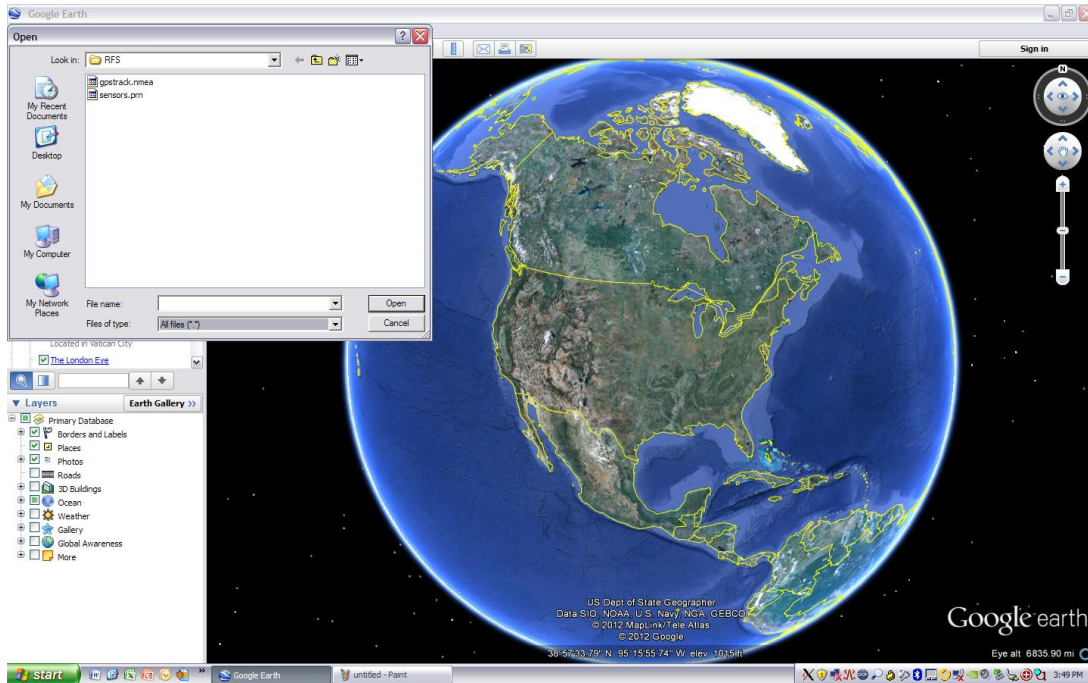 Google Earth
Open
Look in:
RFS
gpstrack.nmea
sensors.prn
My Recent
Documents
Desktop
My Documents
My Computer
My Network
Places
File name:
Open
Files of type:
All files (*.*)
Cancel
Sign in
N
Located in Vatican City
The London Eye
Layers
Earth Gallery >>
Primary Database
Borders and Labels
Places
Photos
Roads
3D Buildings
Ocean
Weather
Gallery
Global Awareness
More
US Dept of State Geographer
Data SIO, NOAA, U.S. Navy, NGA, GEBCO
© 2012 MapLink/Tele Atlas
© 2012 Google
Google earth
38°57'33.79" N 95°15'55.74" W elev 1015 ft
Eye alt 6835.90 mi
start
Google Earth
untitled - Paint
3:49 PM